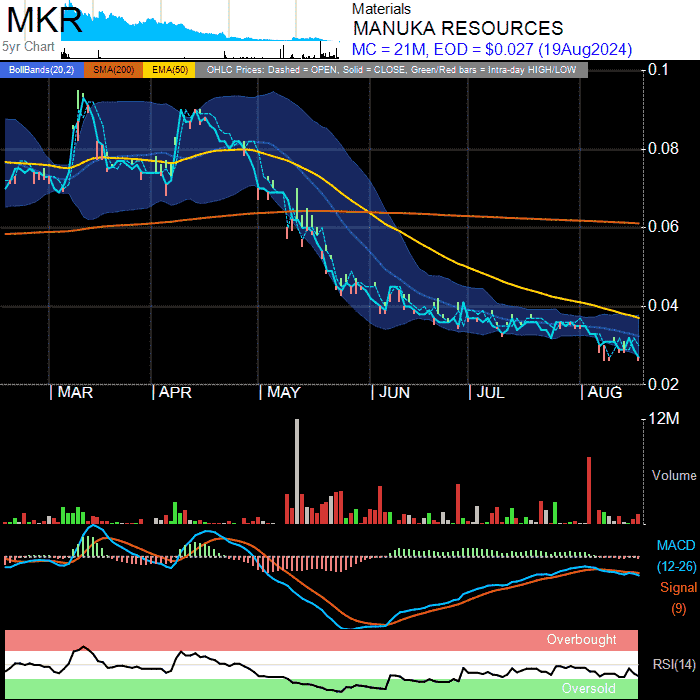 MKR
5yr Chart
Materials
MANUKA RESOURCES
MC = 21M, EOD = $0.027 (19Aug2024)
BollBands(20,2) SMA(200) EMA(50) OHLC Prices: Dashed = OPEN, Solid = CLOSE, Green/Red bars = Intra-day HIGH/LOW
0.1
0.08
0.06
0.04
0.02
MAR APR MAY JUN JUL AUG
12M
Volume
MACD
(12-26)
Signal
(9)
Overbought
RSI(14)
Oversold